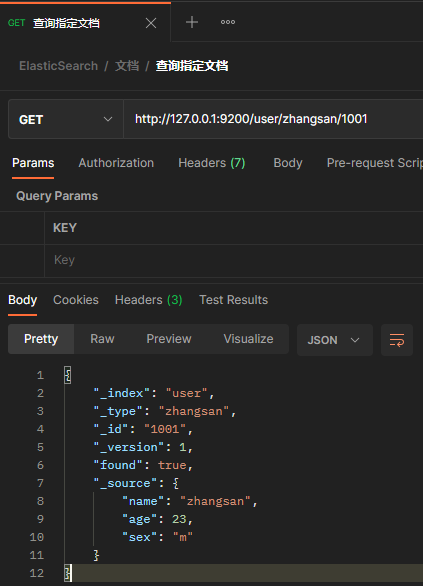 GET 查询指定文档
ElasticSearch / 文档 / 查询指定文档
GET http://127.0.0.1:9200/user/zhangsan/1001
Params Authorization Headers (7) Body Pre-request Scrip
Query Params
KEY
Key
Body Cookies Headers (3) Test Results
Pretty Raw Preview Visualize JSON
1 {
2 "_index": "user",
3 "_type": "zhangsan",
4 "_id": "1001",
5 "_version": 1,
6 "found": true,
7 "_source": {
8 "name": "zhangsan",
9 "age": 23,
10 "sex": "m"
11 }
12 }